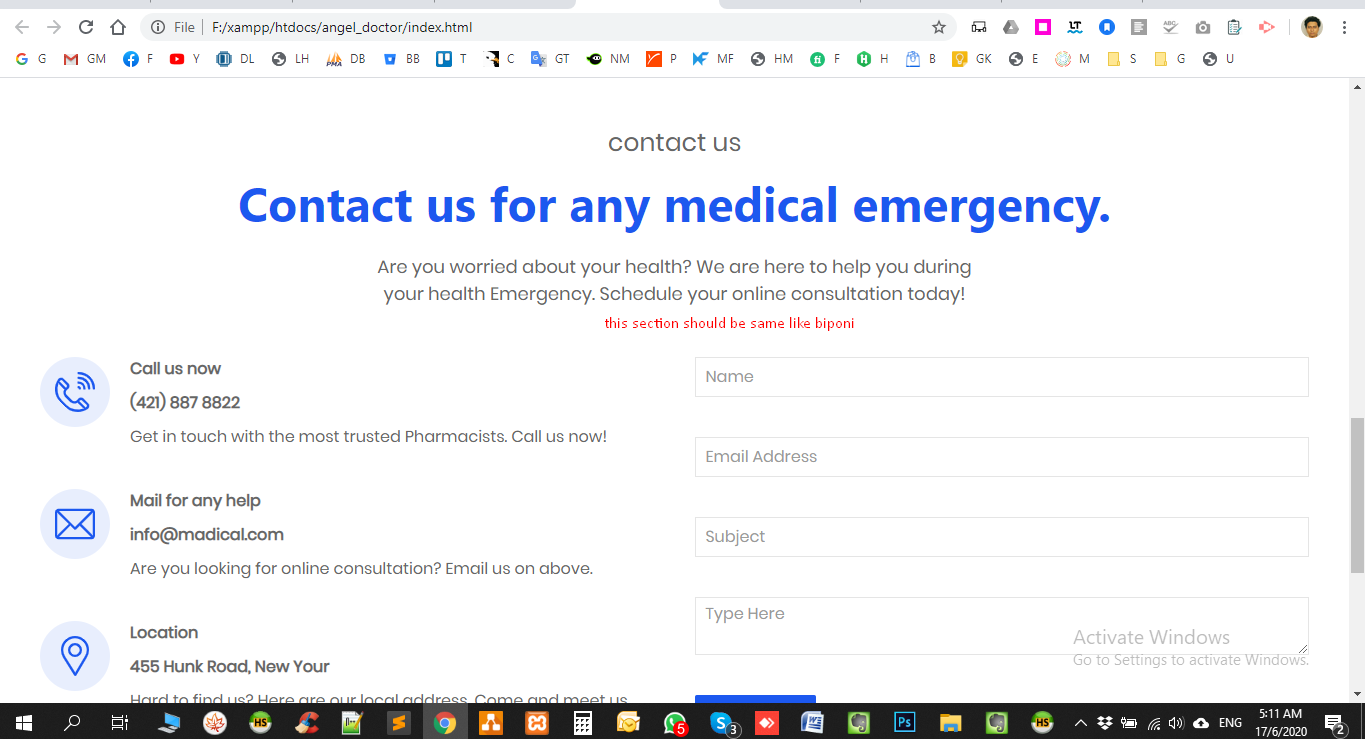 File F:/xampp/htdocs/angel_doctor/index.html
G GM F Y DL LH DB BB T C GT NM P MF HM F H B GK E M S G U
contact us
Contact us for any medical emergency.
Are you worried about your health? We are here to help you during
your health Emergency. Schedule your online consultation today!
this section should be same like biponi
Call us now
(421) 887 8822
Get in touch with the most trusted Pharmacists. Call us now!
Mail for any help
info@madical.com
Are you looking for online consultation? Email us on above.
Location
455 Hunk Road, New Your
Hard to find us? Here are our local address. Come and meet us
Name
Email Address
Subject
Type Here
Activate Windows
Go to Settings to activate Windows.
ENG
5:11 AM
17/6/2020